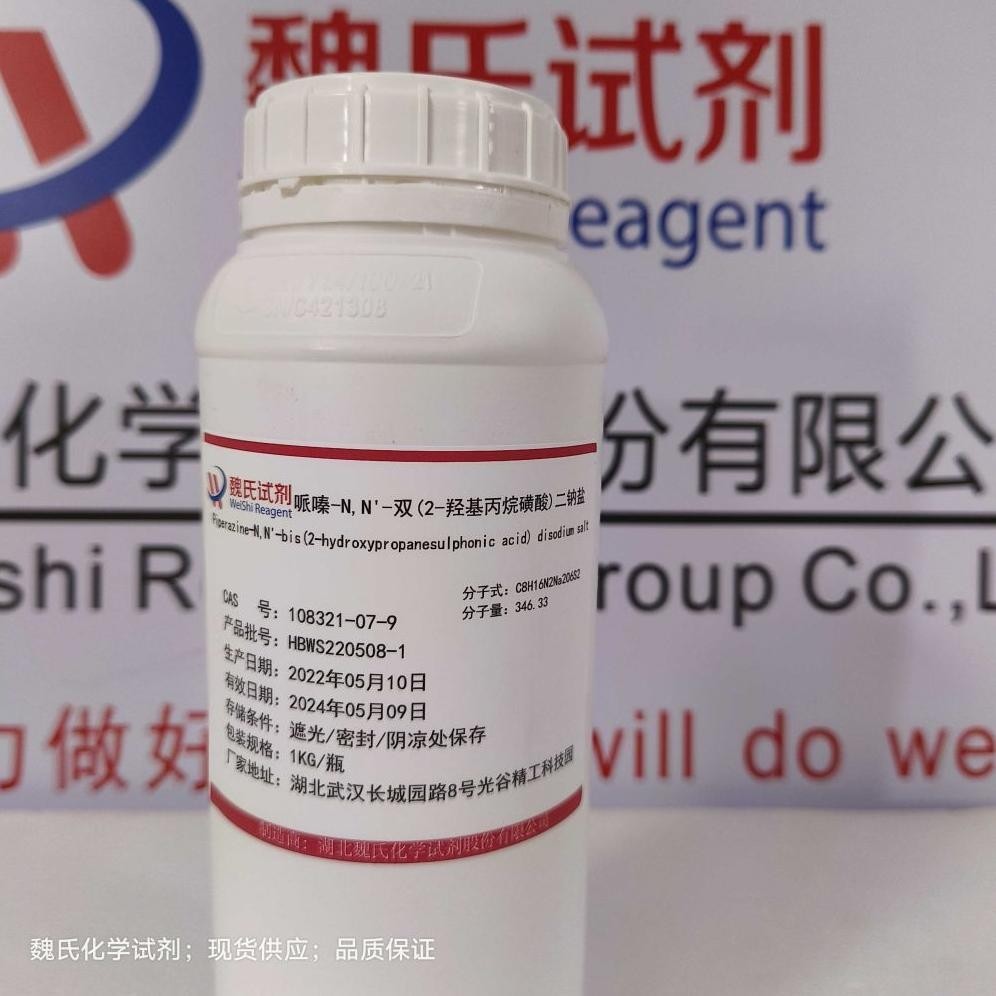 魏氏试剂
eagent
CN/C421308
化学
份有限公
魏氏试剂
WeiShi Reagent
哌嗪-N,N'-双(2-羟基丙烷磺酸)二钠盐
Piperazine-N,N'-bis(2-hydroxypropanesulphonic acid) disodium salt
shi R
roup Co.,L
分子式: C8H16N2Na2O6S2
分子量: 346.33
CAS 号: 108321-07-9
产品批号: HBWS220508-1
生产日期: 2022年05月10日
有效日期: 2024年05月09日
存储条件: 遮光/密封/阴凉处保存
包装规格: 1KG/瓶
厂家地址: 湖北武汉长城园路8号光谷精工科技园
力做好
will do we
制造商: 湖北魏氏化学试剂股份有限公司
魏氏化学试剂；现货供应；品质保证